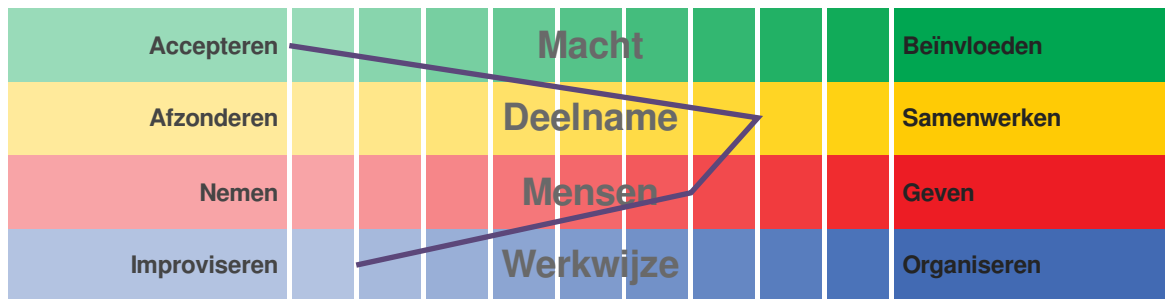 Accepteren Macht Beïnvloeden
Afzonderen Deelname Samenwerken
Nemen Mensen Geven
Improviseren Werkwijze Organiseren